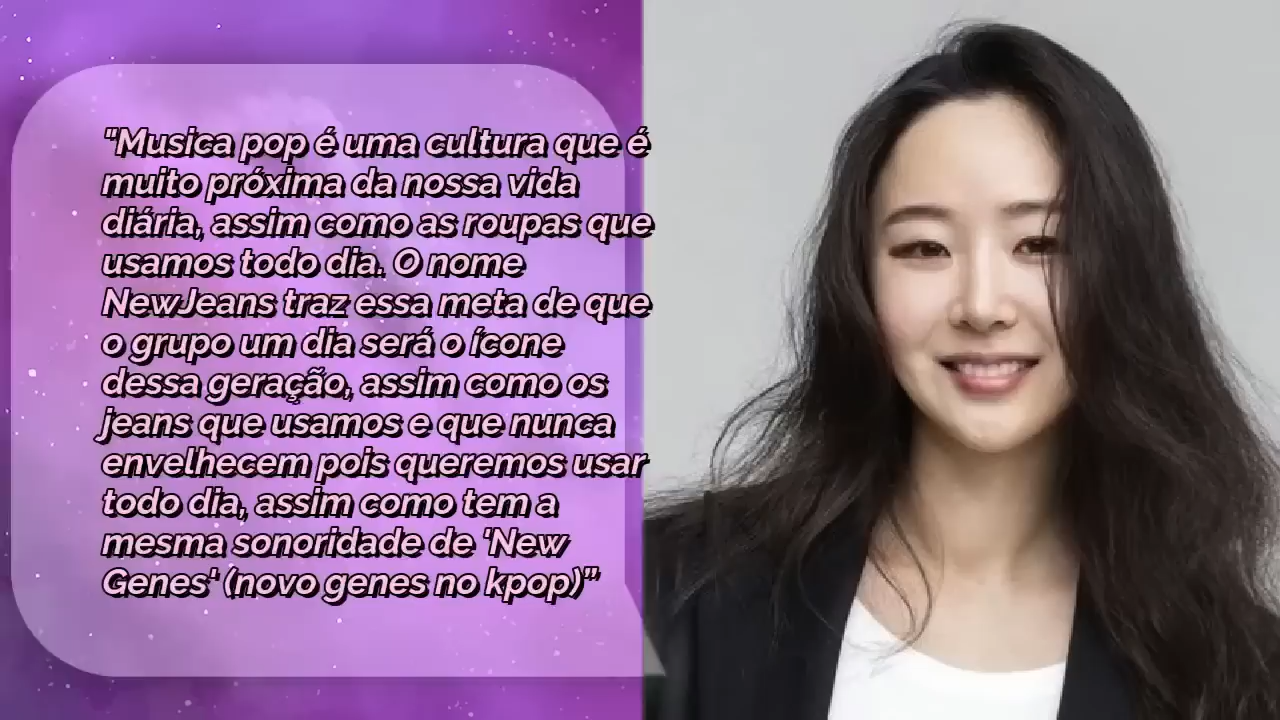 "Musica pop é uma cultura que é
muito próxima da nossa vida
diária, assim como as roupas que
usamos todo dia. O nome
NewJeans traz essa meta de que
o grupo um dia será o ícone
dessa geração, assim como os
jeans que usamos e que nunca
envelhecem pois queremos usar
todo dia, assim como tem a
mesma sonoridade de 'New
Genes' (novo genes no kpop)"